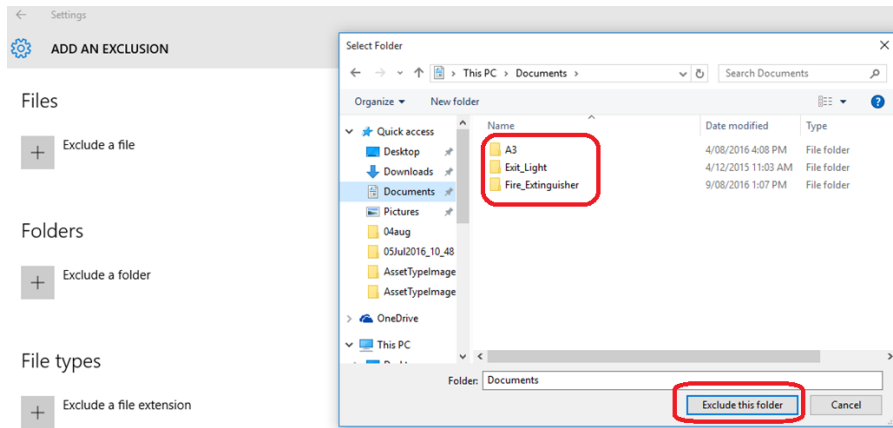 Settings
ADD AN EXCLUSION
Files
Exclude a file
Folders
Exclude a folder
File types
Exclude a file extension
Select Folder
This PC > Documents >
Search Documents
Organize
New folder
Name Date modified Type
Quick access
Desktop
Downloads
Documents
Pictures
04aug
05Jul2016_10_48
AssetTypeImage
AssetTypeImage
OneDrive
This PC
A3 4/08/2016 4:08 PM File folder
Exit_Light 4/12/2015 11:03 AM File folder
Fire_Extinguisher 9/08/2016 1:07 PM File folder
Folder: Documents
Exclude this folder Cancel